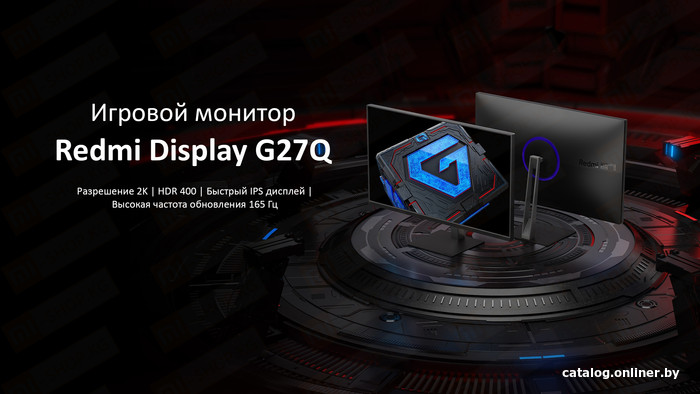 Игровой монитор
Redmi Display G27Q
Разрешение 2K | HDR 400 | Быстрый IPS дисплей |
Высокая частота обновления 165 Гц
Redmi
catalog.onliner.by